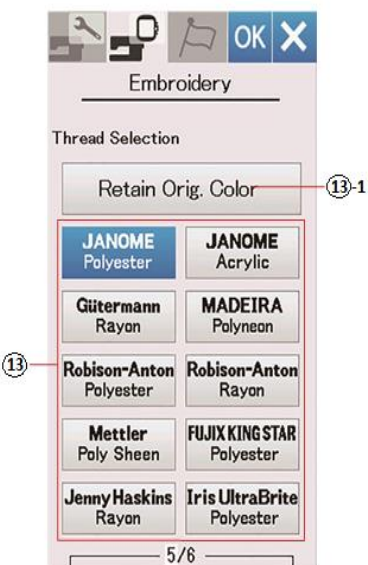 OK X
Embroidery
Thread Selection
Retain Orig. Color
⑬-1
JANOME
Polyester
JANOME
Acrylic
Gütermann
Rayon
MADEIRA
Polyneon
⑬
Robison-Anton
Polyester
Robison-Anton
Rayon
Mettler
Poly Sheen
FUJIX KING STAR
Polyester
Jenny Haskins
Rayon
Iris UltraBrite
Polyester
5/6